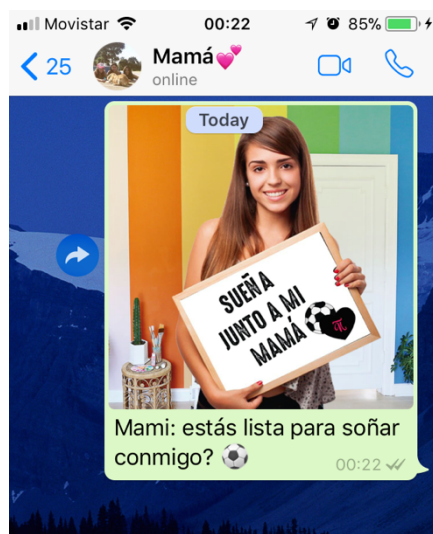 Movistar 00:22 85%
25 Mamá💕
online
Today
SUEÑA
JUNTO A MI
MAMÁ
Mami: estás lista para soñar
conmigo? ⚽
00:22